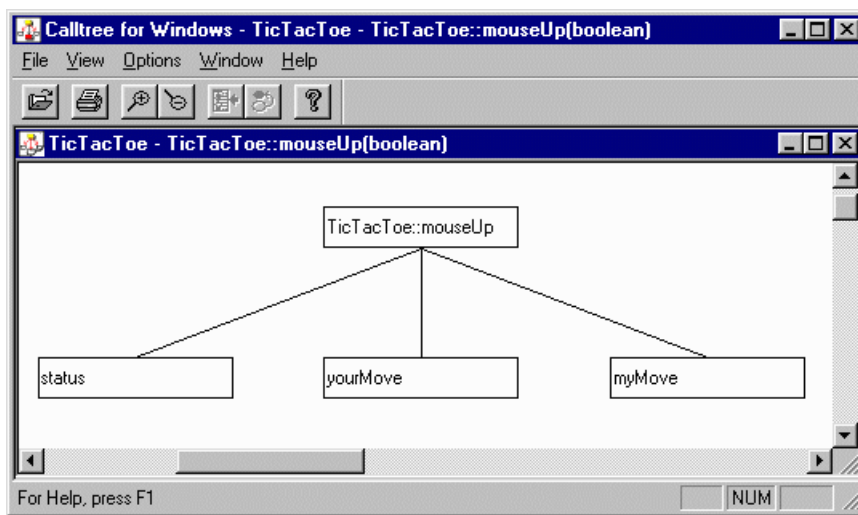 Calltree for Windows - TicTacToe - TicTacToe::mouseUp(boolean)
File View Options Window Help
TicTacToe - TicTacToe::mouseUp(boolean)
TicTacToe::mouseUp
status
yourMove
myMove
For Help, press F1
NUM